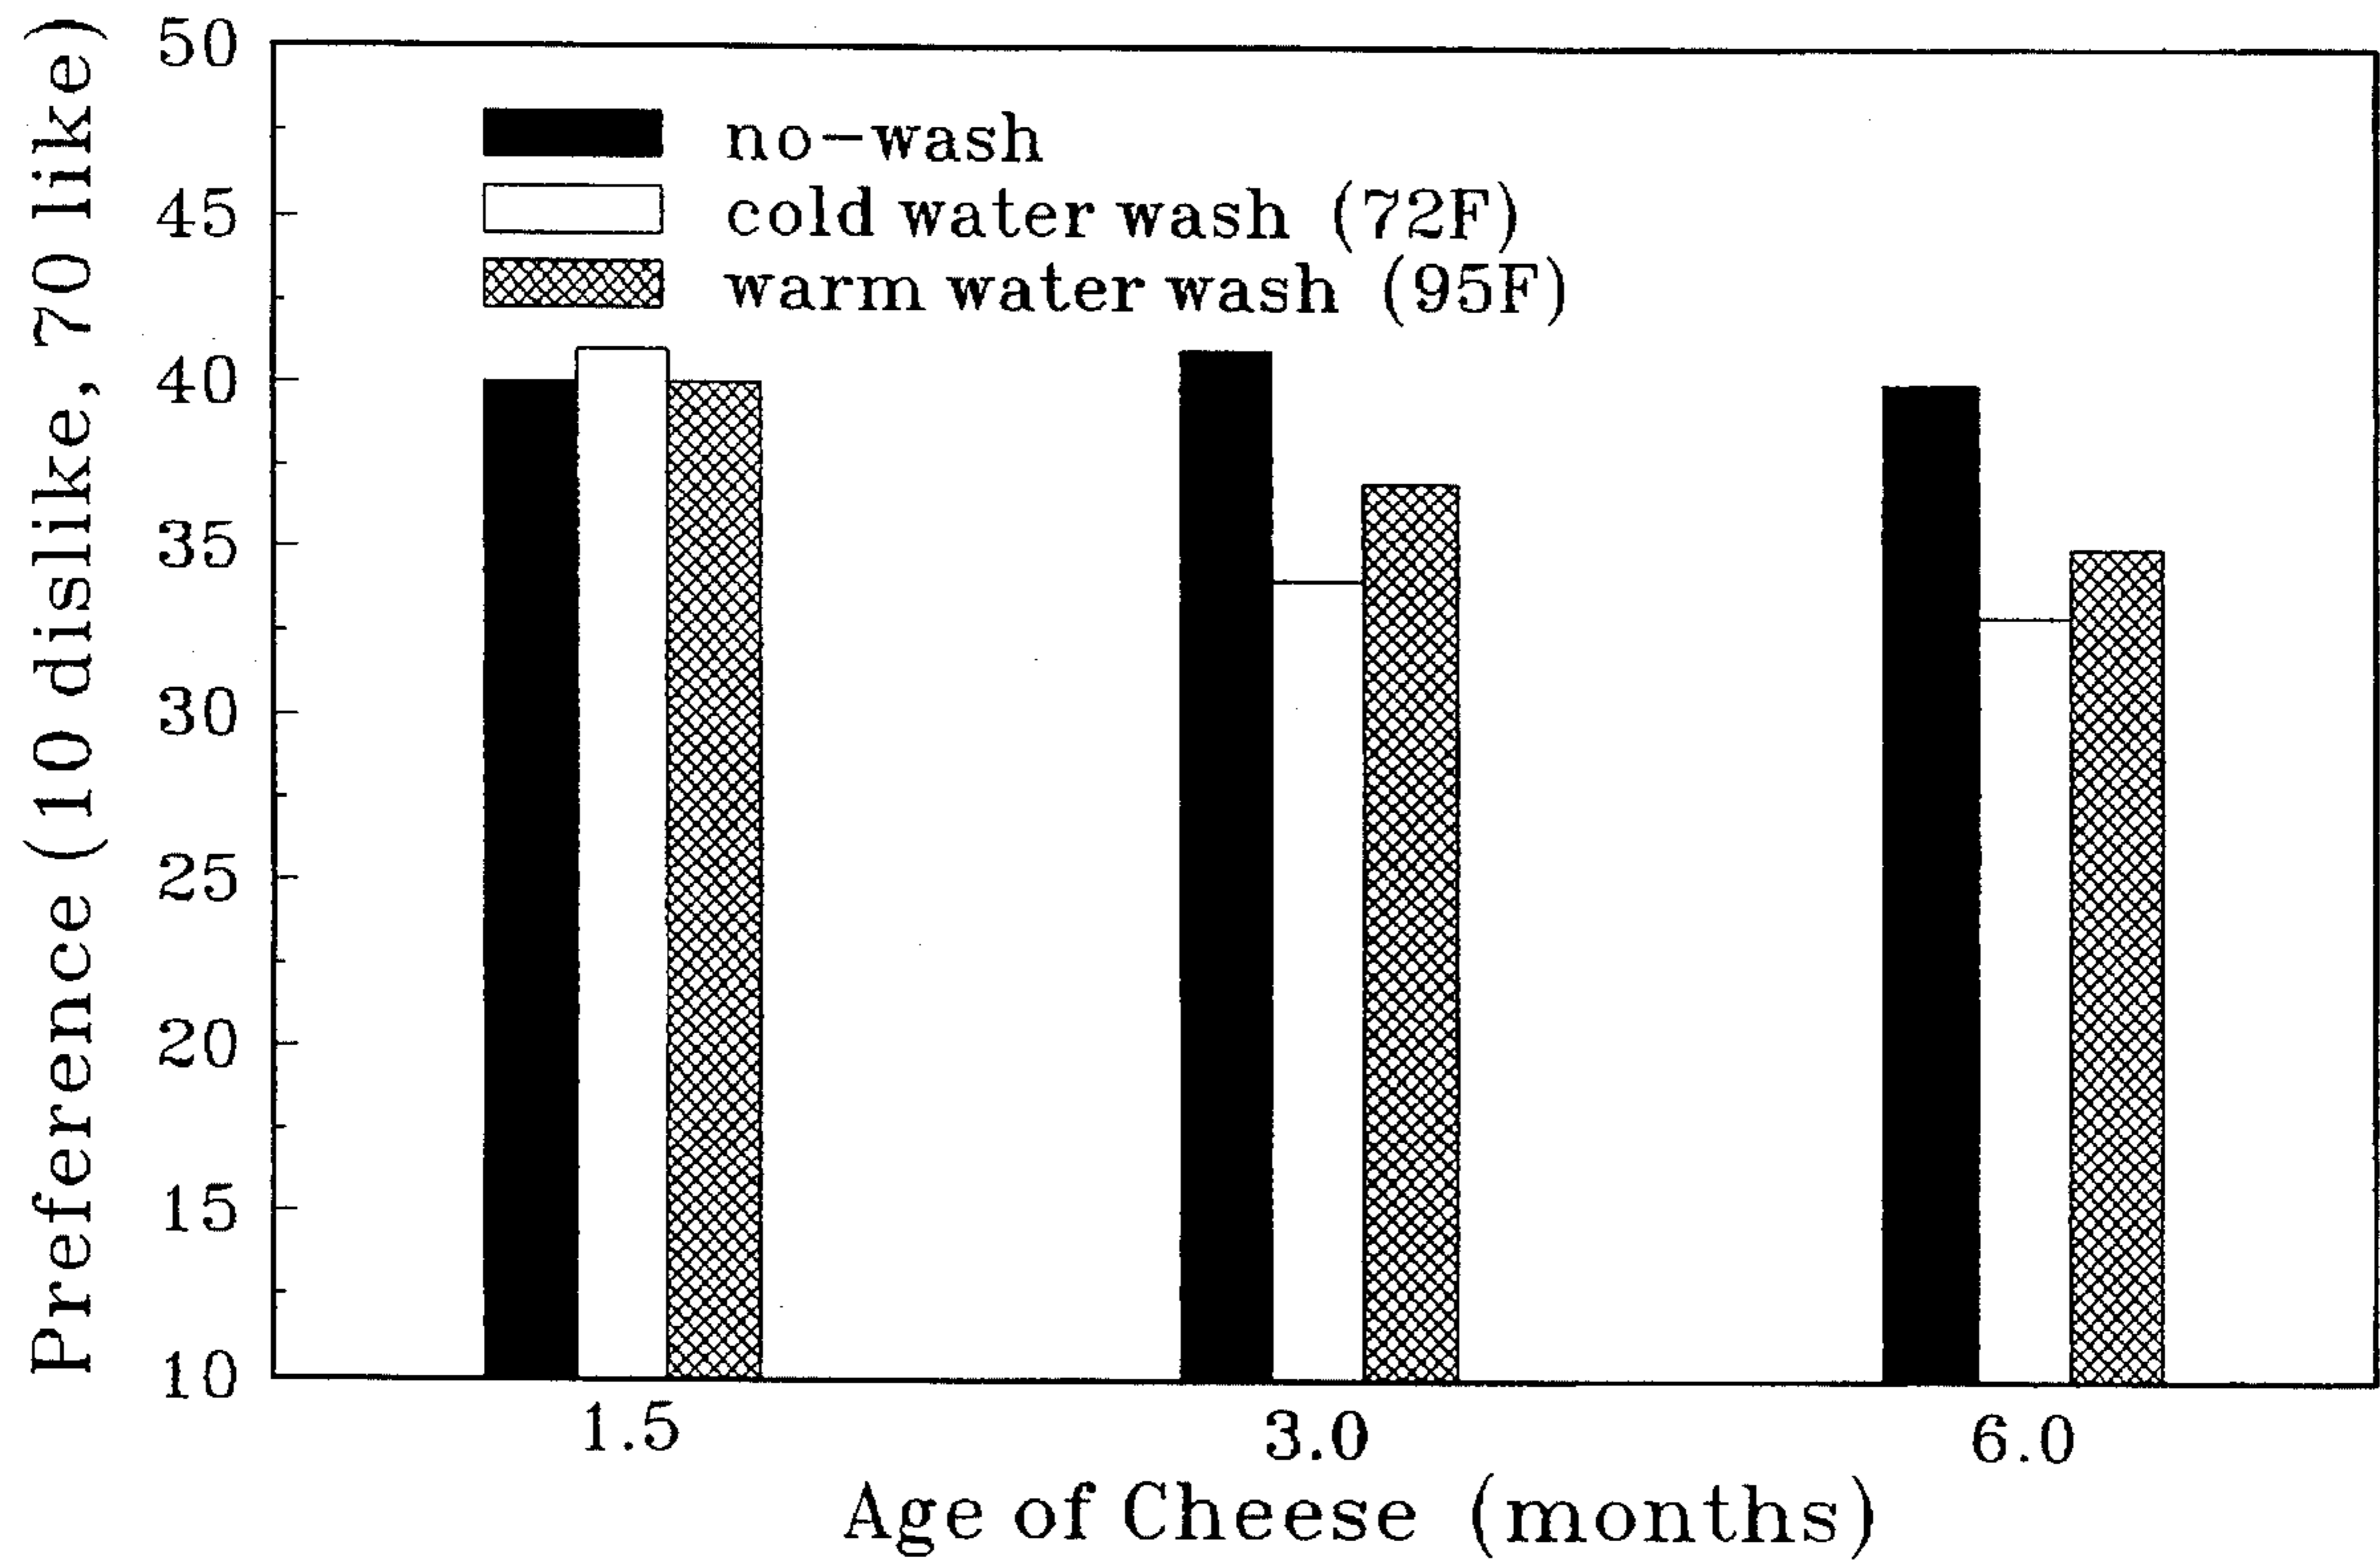 Preference (10 dislike, 70 like)
50
45
40
35
30
25
20
15
10
no-wash
cold water wash (72F)
warm water wash (95F)
1.5 3.0 6.0
Age of Cheese (months)